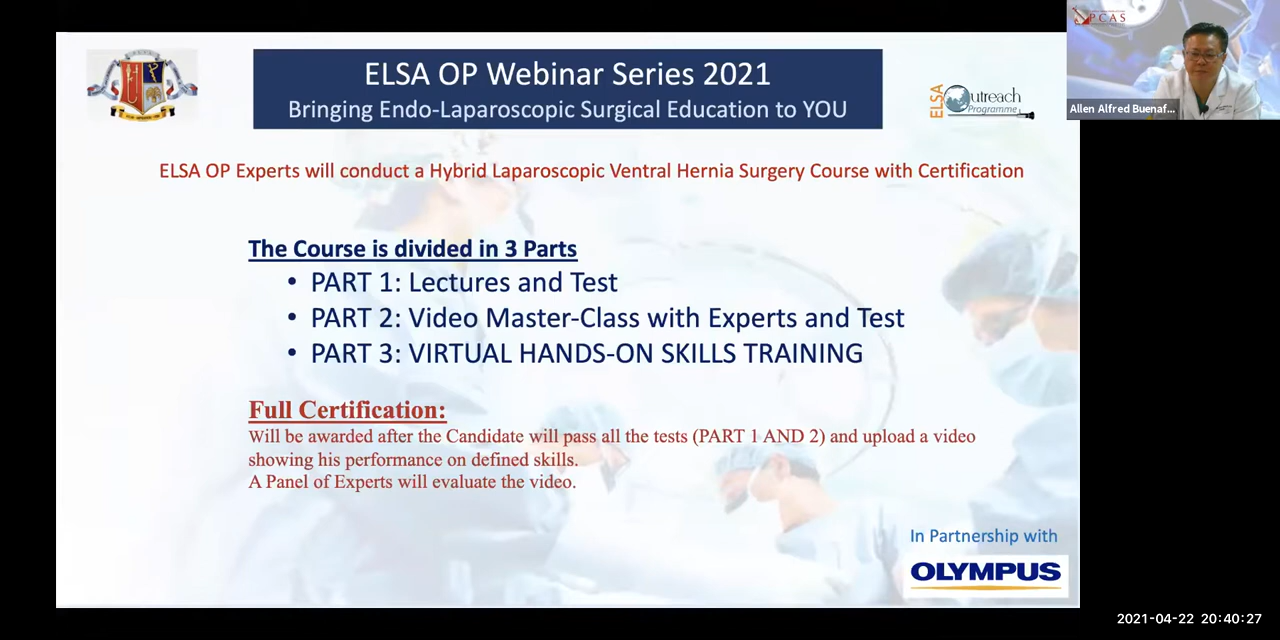 PCAS
Allen Alfred Buenaf...
ELSA OP Webinar Series 2021
Bringing Endo-Laparoscopic Surgical Education to YOU
ELSA
Outreach
Programme
ELSA OP Experts will conduct a Hybrid Laparoscopic Ventral Hernia Surgery Course with Certification
The Course is divided in 3 Parts
• PART 1: Lectures and Test
• PART 2: Video Master-Class with Experts and Test
• PART 3: VIRTUAL HANDS-ON SKILLS TRAINING
Full Certification:
Will be awarded after the Candidate will pass all the tests (PART 1 AND 2) and upload a video
showing his performance on defined skills.
A Panel of Experts will evaluate the video.
In Partnership with
OLYMPUS
2021-04-22 20:40:27